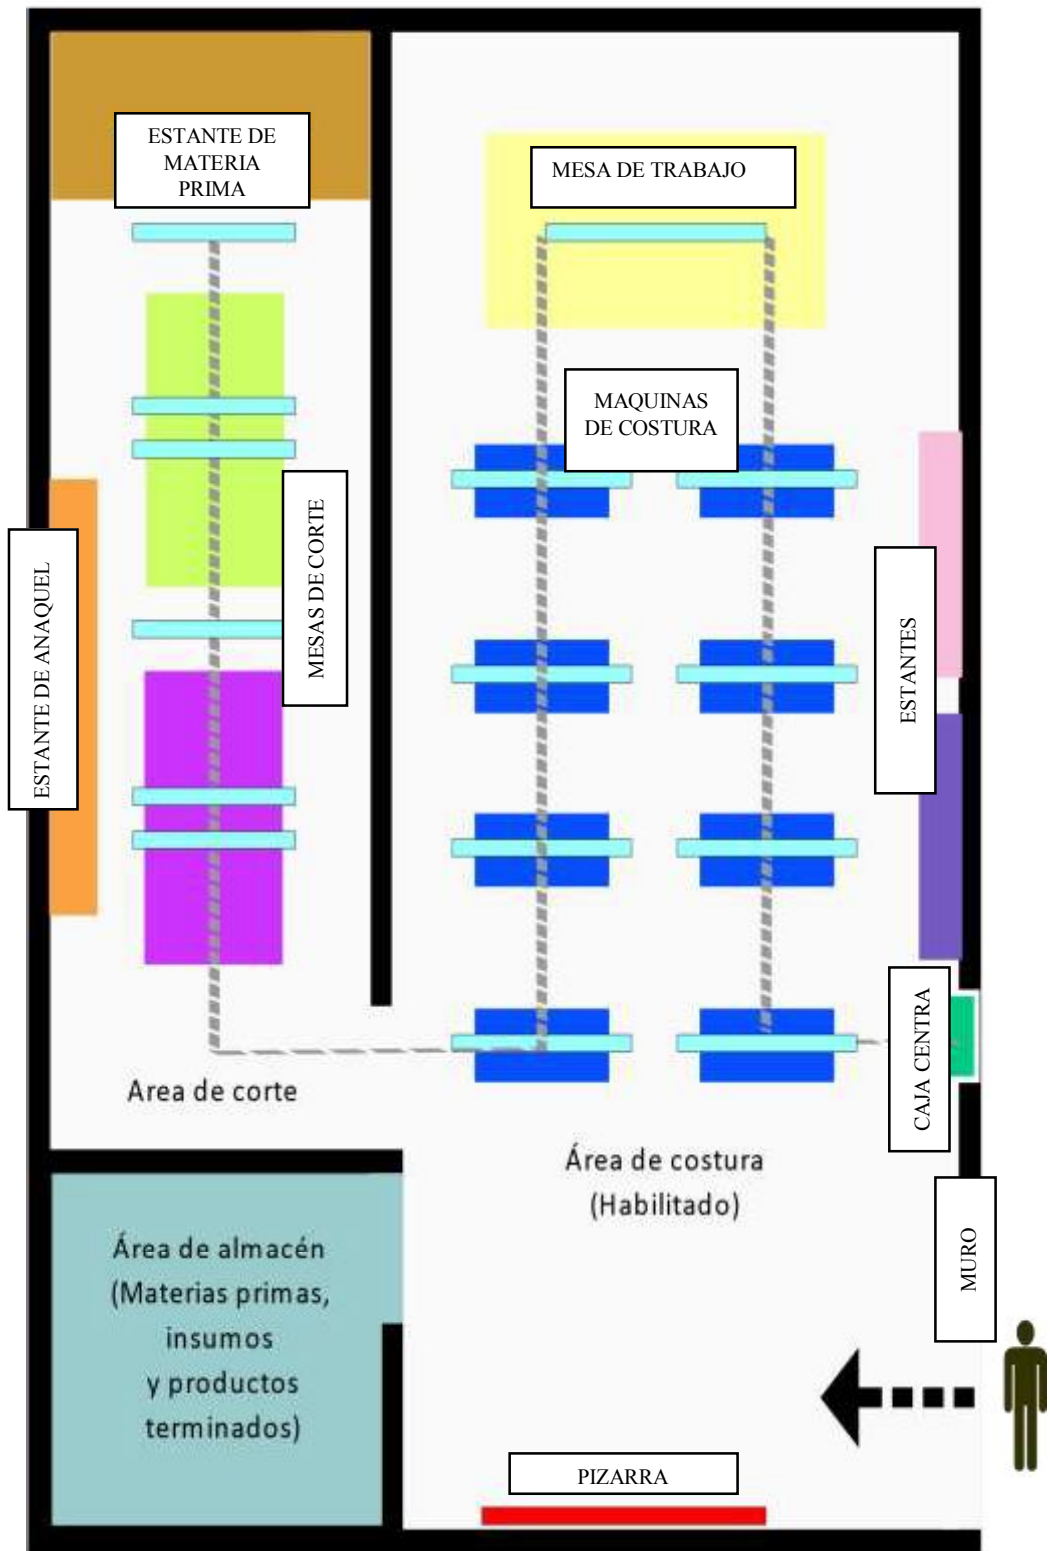 ESTANTE DE
MATERIA
PRIMA
MESA DE TRABAJO
MAQUINAS
DE COSTURA
MESAS DE CORTE
ESTANTE DE ANAQUEL
ESTANTES
CAJA CENTRA
Area de corte
Área de costura
(Habilitado)
MURO
Área de almacén
(Materias primas,
insumos
y productos
terminados)
PIZARRA